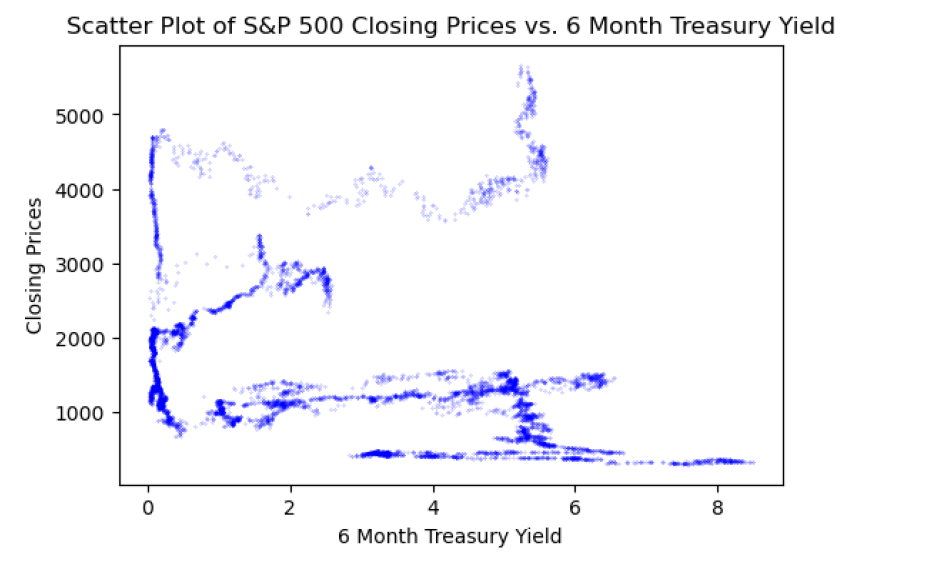 Scatter Plot of S&P 500 Closing Prices vs. 6 Month Treasury Yield
Closing Prices
5000
4000
3000
2000
1000
0 2 4 6 8
6 Month Treasury Yield